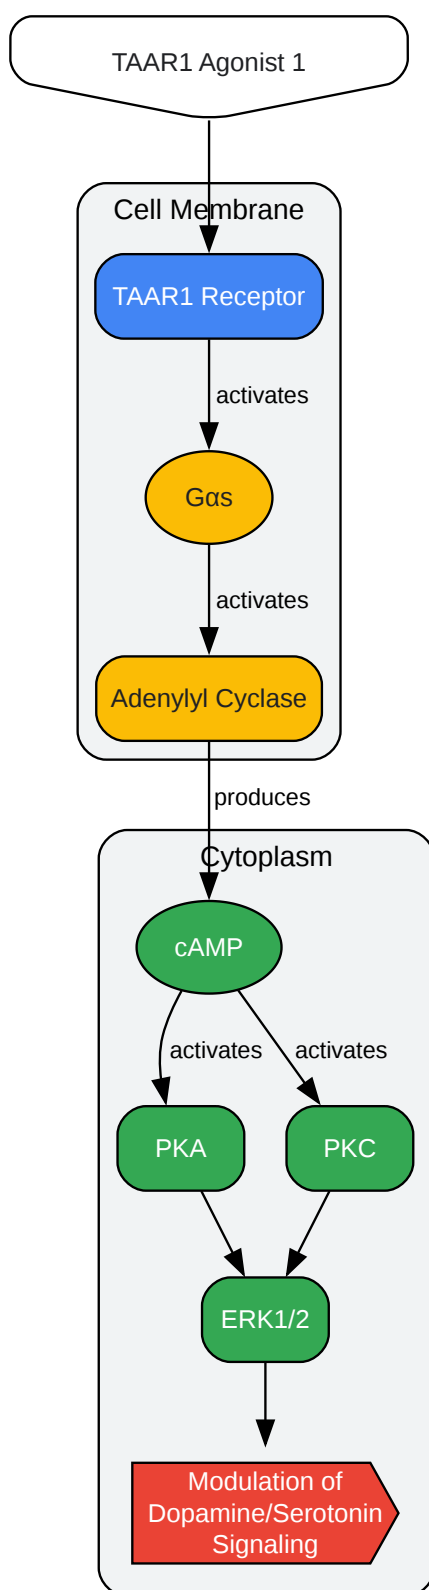 TAAR1 Agonist 1
Cell Membrane
TAAR1 Receptor
activates
Gαs
activates
Adenylyl Cyclase
produces
Cytoplasm
cAMP
activates
activates
PKA
PKC
ERK1/2
Modulation of
Dopamine/Serotonin
Signaling